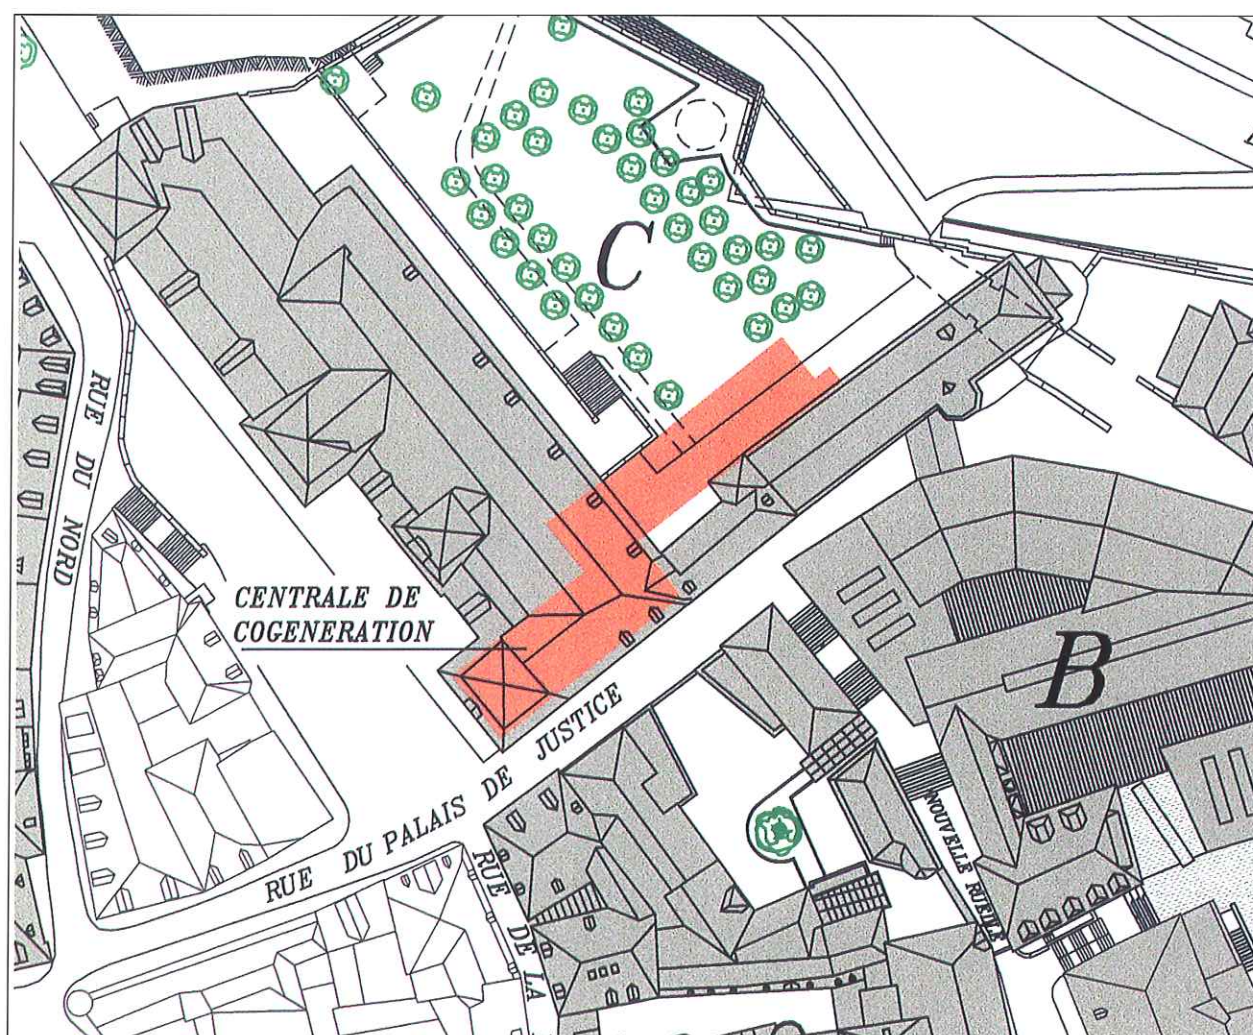 C
RUE DU NORD
CENTRALE DE
COGENERATION
B
RUE DU PALAIS DE JUSTICE
NOUVELLE RUELLE
RUE DE LA